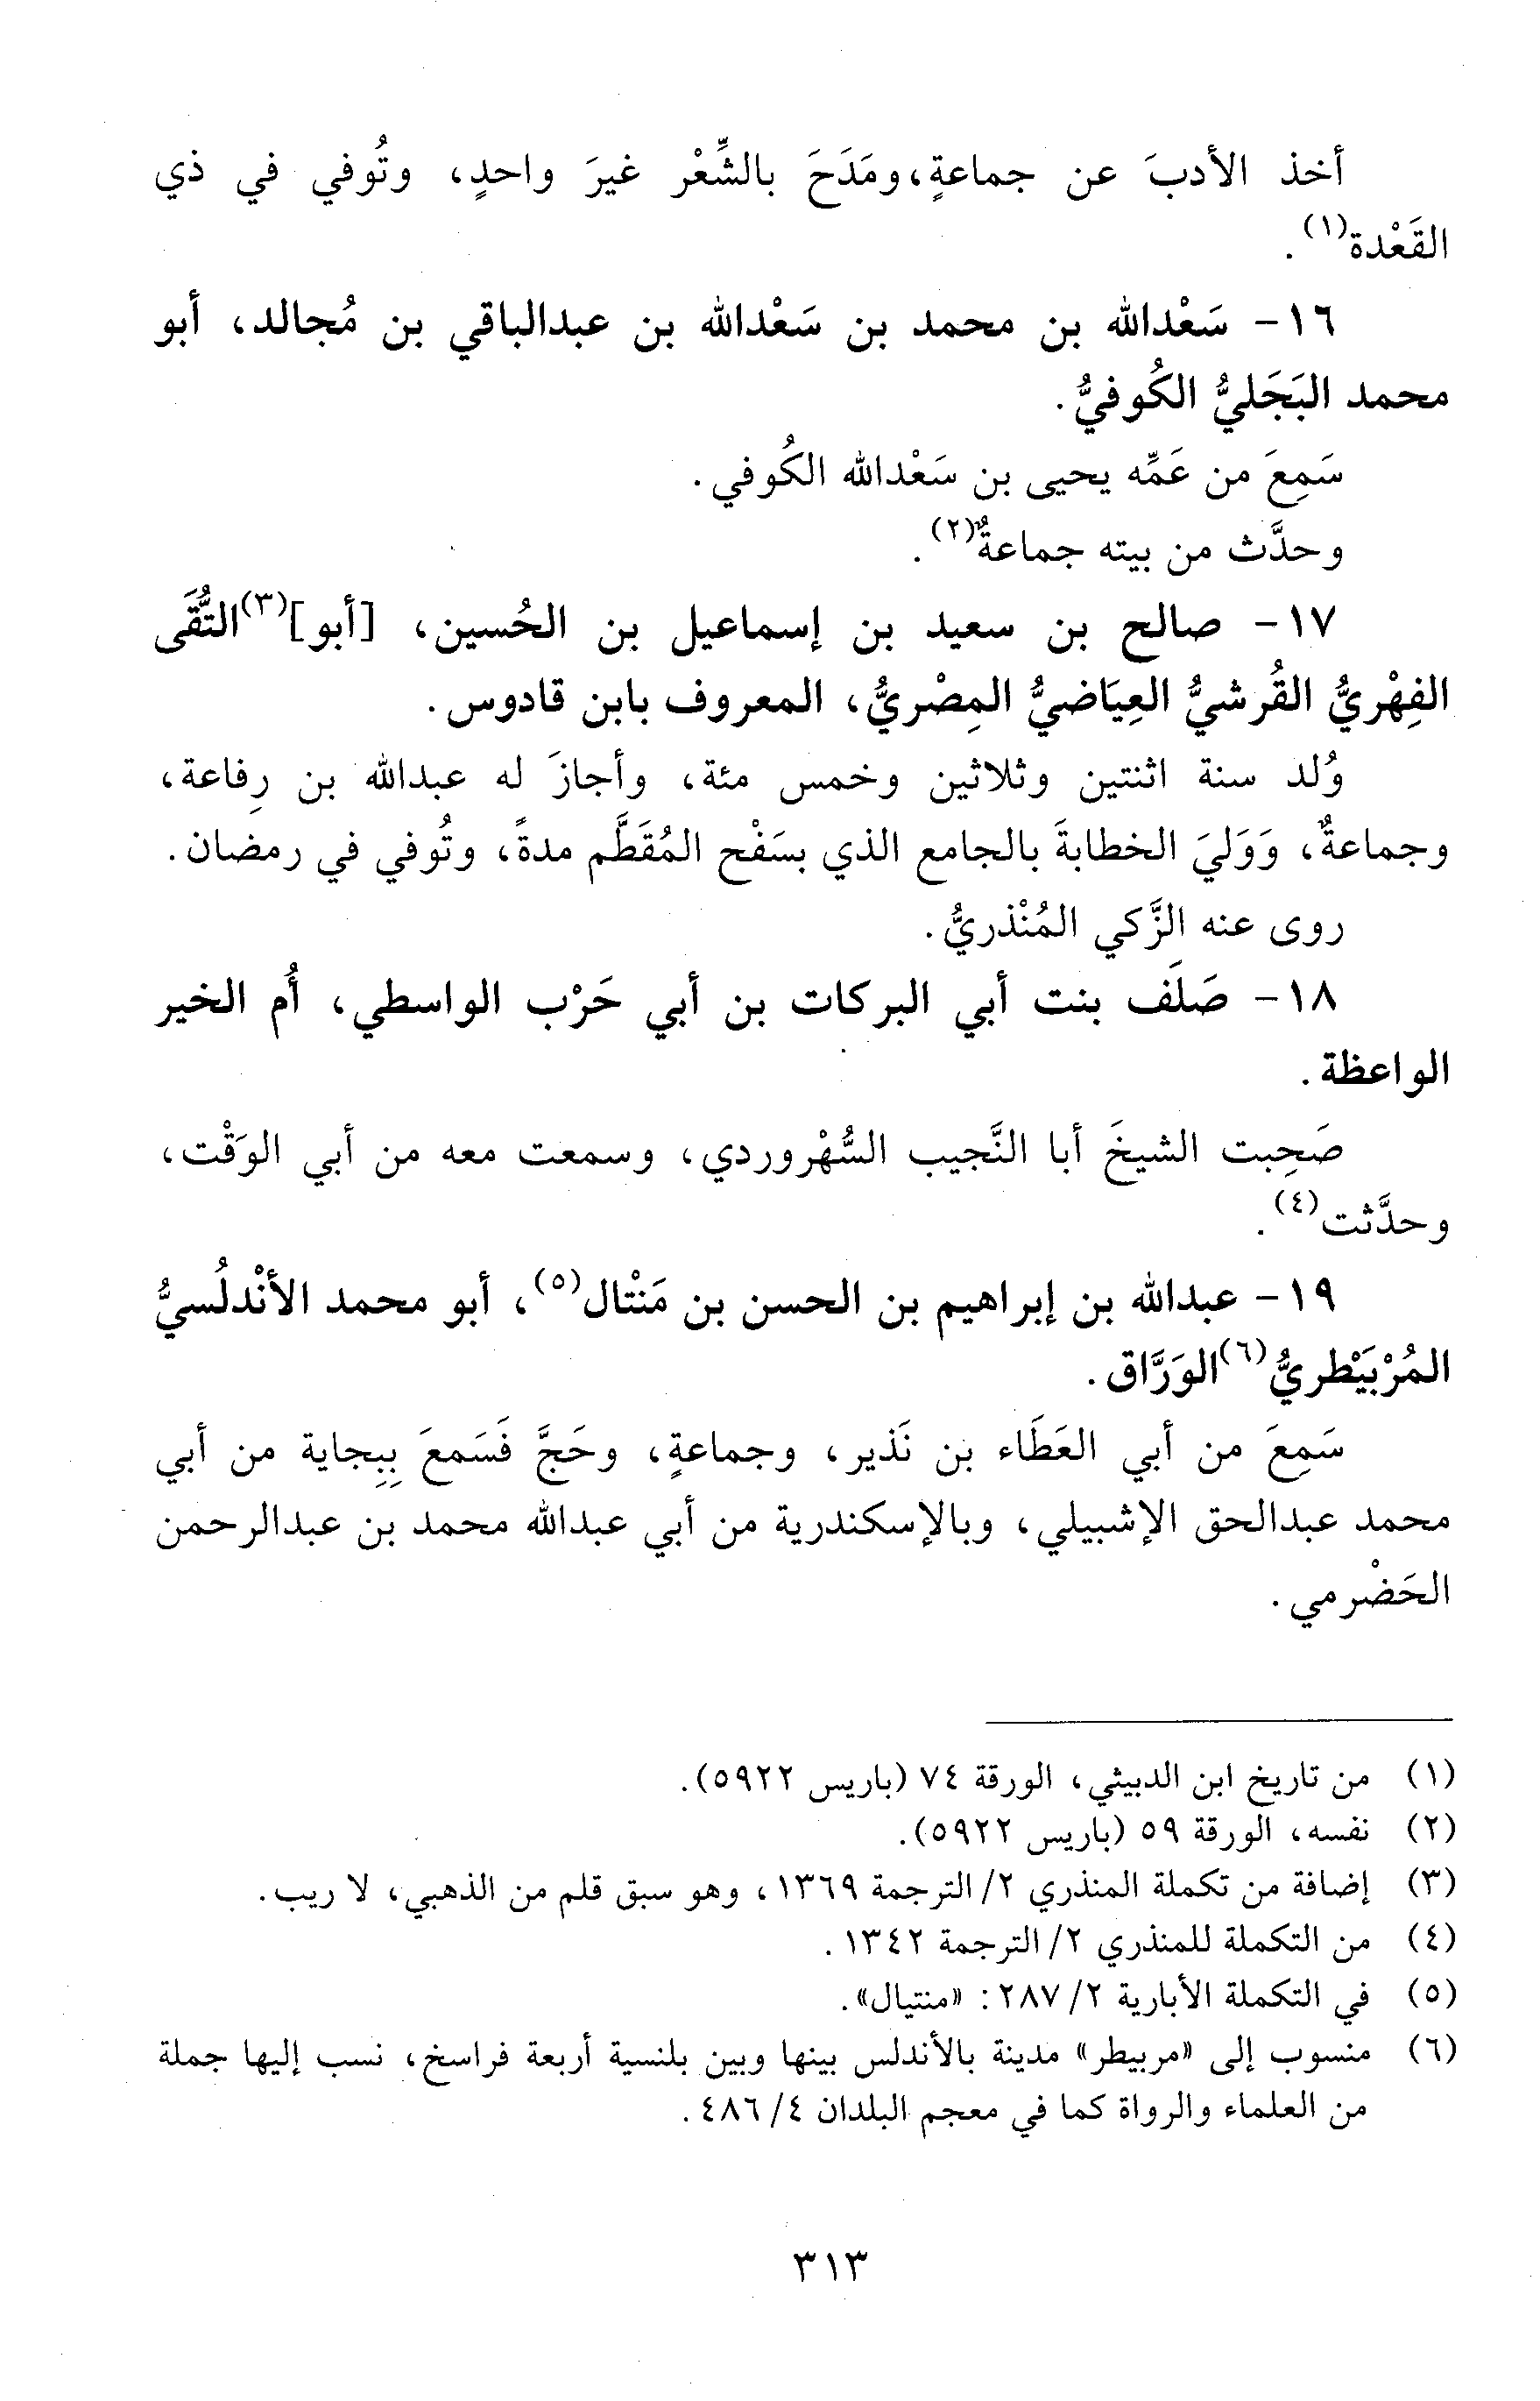 أخذ الأدبَ عن جماعةٍ، ومَدَحَ بالشِّعْر غيرَ واحدٍ، وتُوفي في ذي
القَعْدة(١).
١٦- سَعْدالله بن محمد بن سَعْدالله بن عبدالباقي بن مُجالد، أبو
محمد البَجَليُّ الكُوفيُّ.
سَمِعَ من عَمِّه يحيى بن سَعْدالله الكُوفي.
وحدَّث من بيته جماعةٌ(٢).
١٧- صالح بن سعيد بن إسماعيل بن الحُسين، [أبو](٣) التُّقَى
الفِهْريُّ القُرشيُّ العِيَاضيُّ المِصْريُّ، المعروف بابن قادوس.
وُلد سنة اثنتين وثلاثين وخمس مئة، وأجازَ له عبدالله بن رِفاعة،
وجماعةٌ، وَوَليَ الخطابةَ بالجامع الذي بسَفْح المُقَطَّم مدةً، وتُوفي في رمضان.
روى عنه الزَّكي المُنْذريُّ.
١٨- صَلَف بنت أبي البركات بن أبي حَرْب الواسطي، أُم الخير
الواعظة.
صَحِبت الشيخَ أبا النَّجيب السُّهْروردي، وسمعت معه من أبي الوَقْت،
وحدَّثت(٤).
١٩- عبدالله بن إبراهيم بن الحسن بن مَنْتال(٥)، أبو محمد الأنْدلُسيُّ
المُرْبَيْطريُّ(٦) الوَرَّاق.
سَمِعَ من أبي العَطَاء بن نَذير، وجماعةٍ، وحَجَّ فَسَمعَ بِبِجاية من أبي
محمد عبدالحق الإشبيلي، وبالإسكندرية من أبي عبدالله محمد بن عبدالرحمن
الحَضْرمي.
(١) من تاريخ ابن الدبيثي، الورقة ٧٤ (باريس ٥٩٢٢).
(٢) نفسه، الورقة ٥٩ (باريس ٥٩٢٢).
(٣) إضافة من تكملة المنذري ٢/ الترجمة ١٣٦٩، وهو سبق قلم من الذهبي، لا ريب.
(٤) من التكملة للمنذري ٢/ الترجمة ١٣٤٢.
(٥) في التكملة الأبارية ٢/ ٢٨٧: «منتيال».
(٦) منسوب إلى «مربيطر» مدينة بالأندلس بينها وبين بلنسية أربعة فراسخ، نسب إليها جملة
من العلماء والرواة كما في معجم البلدان ٤/ ٤٨٦.
٣١٣